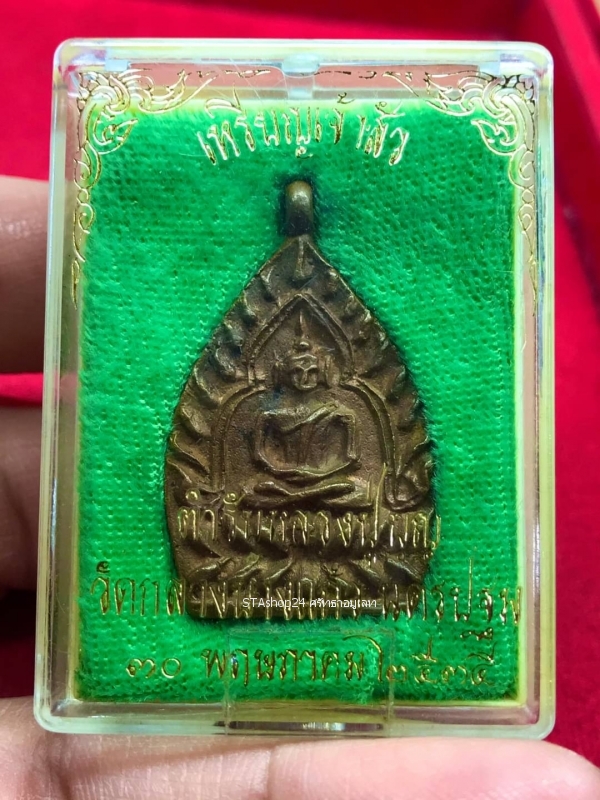 เหรียญเจ้าสัว
ตำรับหลวงปู่บุญ
วัดกลางบางแก้ว นครปฐม
STAshop24 ศรัทธาอมูเลท
๓๐ พฤษภาคม ๒๕๓๕